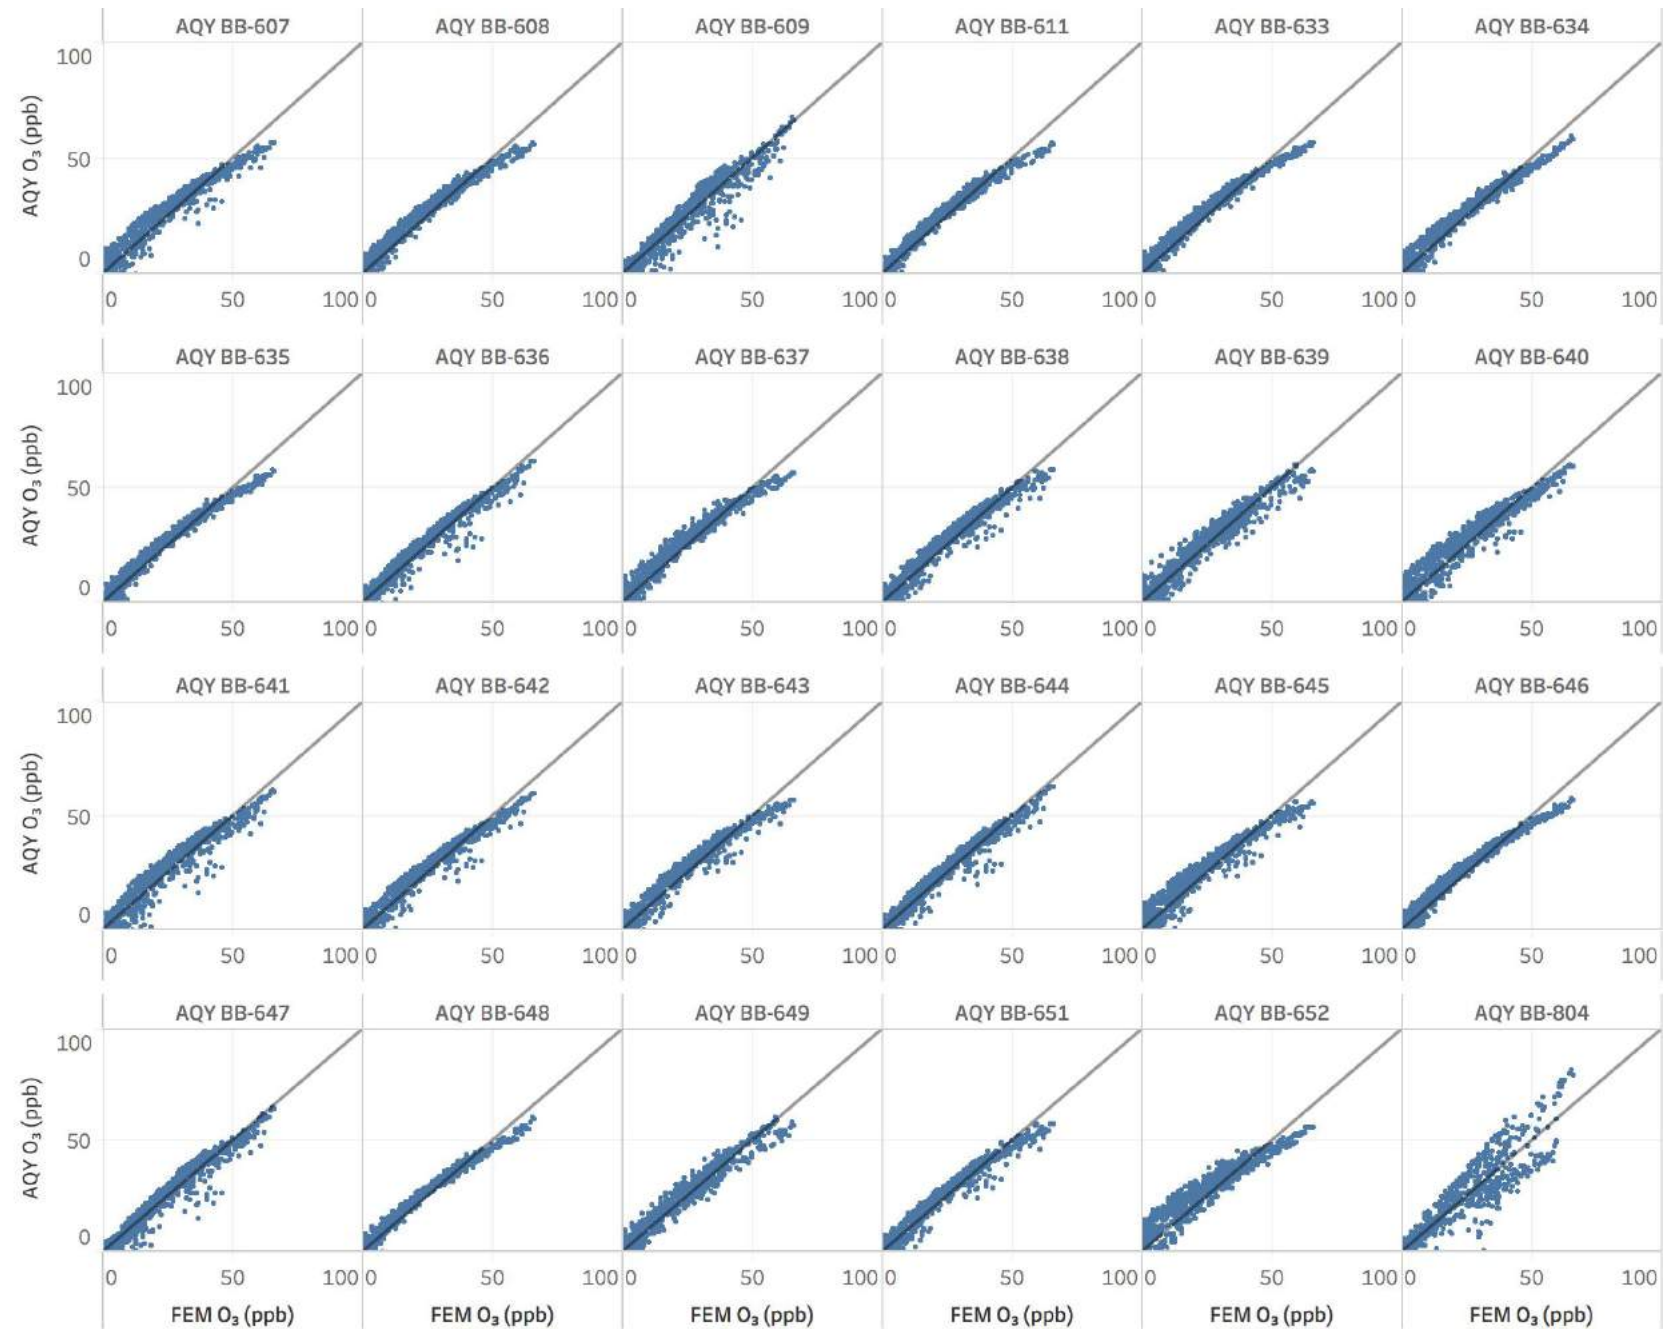 AQY BB-607 AQY BB-608 AQY BB-609 AQY BB-611 AQY BB-633 AQY BB-634
100
50
0
AQY O₃ (ppb)
0 50 100 0 50 100 0 50 100 0 50 100 0 50 100 0 50 100
AQY BB-635 AQY BB-636 AQY BB-637 AQY BB-638 AQY BB-639 AQY BB-640
100
50
0
AQY O₃ (ppb)
0 50 100 0 50 100 0 50 100 0 50 100 0 50 100 0 50 100
AQY BB-641 AQY BB-642 AQY BB-643 AQY BB-644 AQY BB-645 AQY BB-646
100
50
0
AQY O₃ (ppb)
0 50 100 0 50 100 0 50 100 0 50 100 0 50 100 0 50 100
AQY BB-647 AQY BB-648 AQY BB-649 AQY BB-651 AQY BB-652 AQY BB-804
100
50
0
AQY O₃ (ppb)
0 50 100 0 50 100 0 50 100 0 50 100 0 50 100 0 50 100
FEM O₃ (ppb) FEM O₃ (ppb) FEM O₃ (ppb) FEM O₃ (ppb) FEM O₃ (ppb) FEM O₃ (ppb)